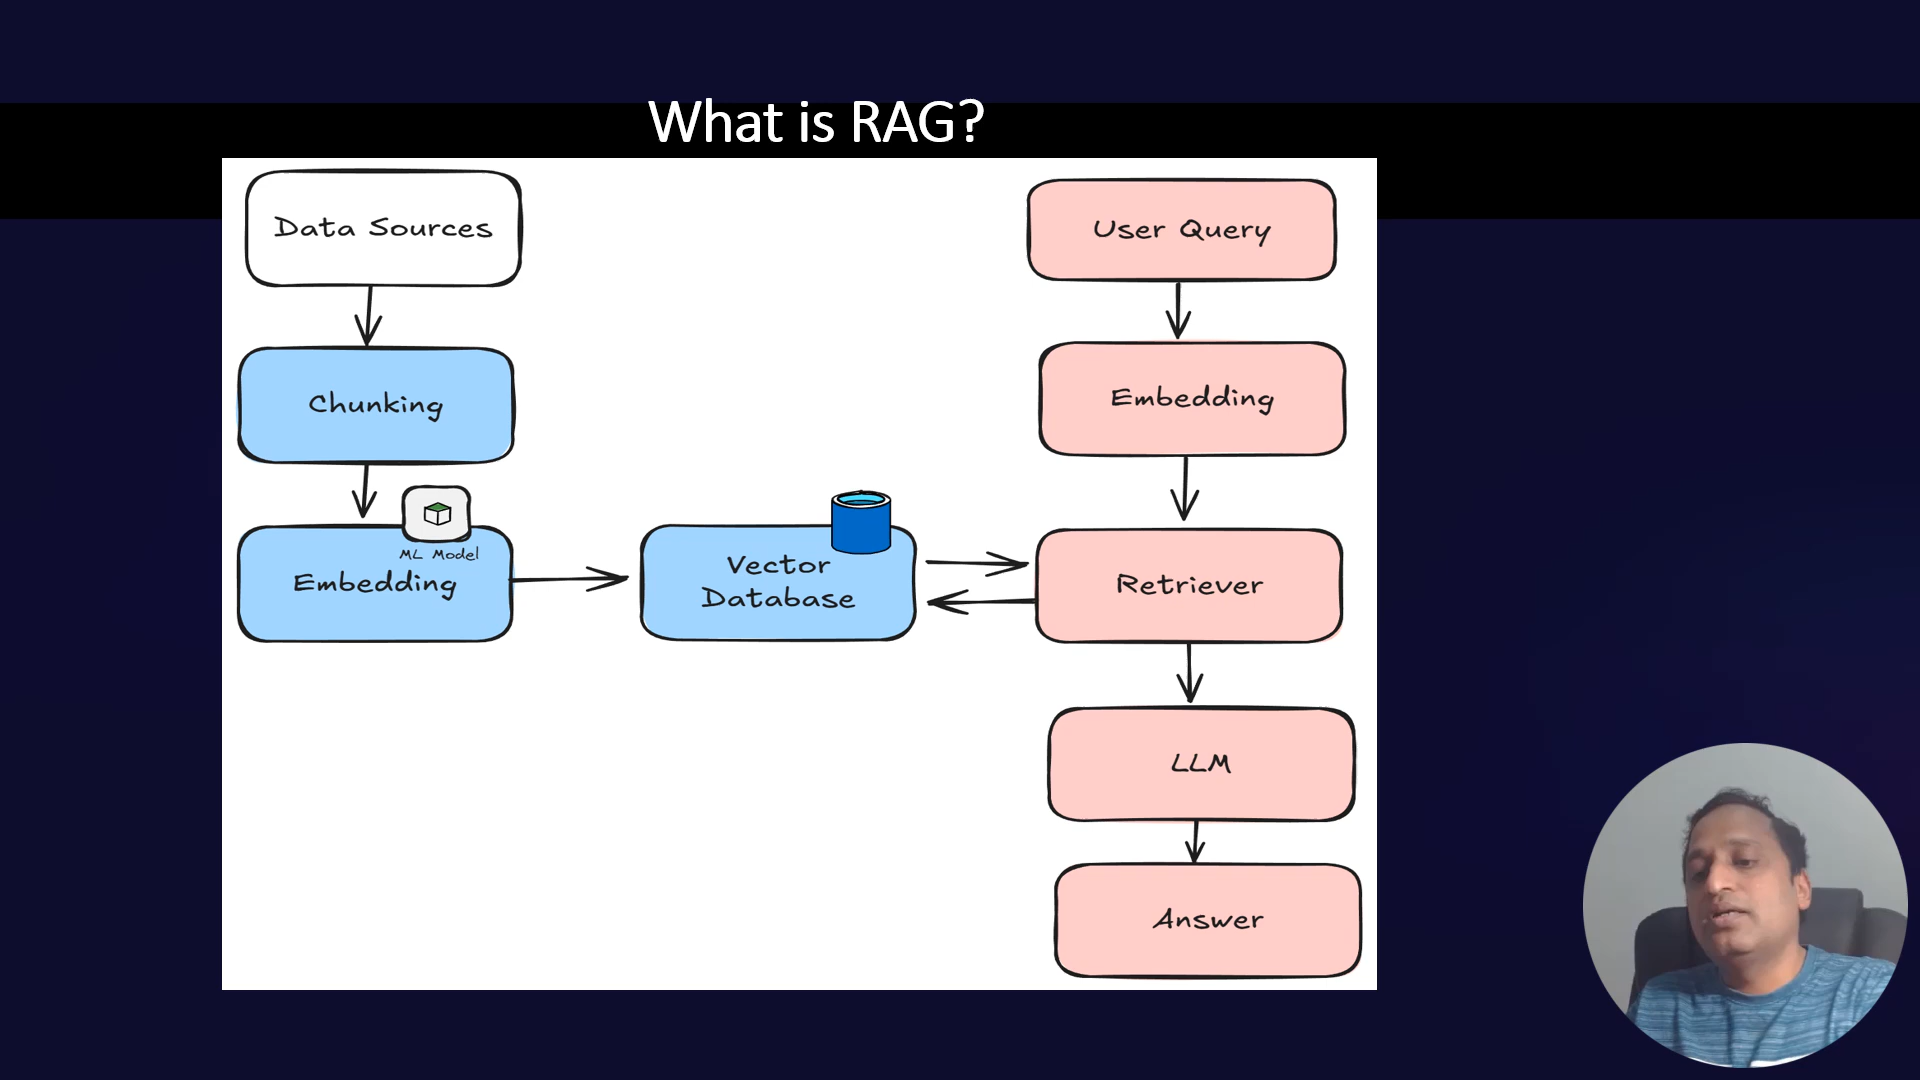 What is RAG?
Data Sources
Chunking
ML Model
Embedding
Vector
Database
User Query
Embedding
Retriever
LLM
Answer